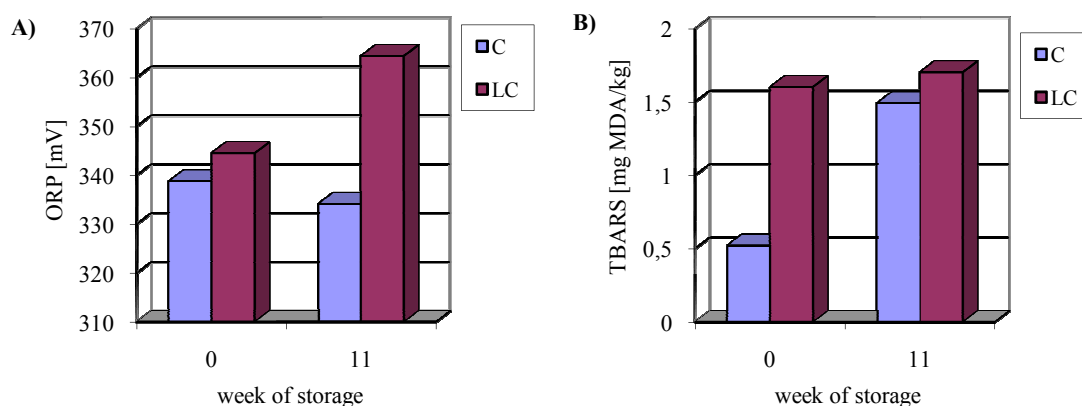 A)
370
360
350
340
330
320
310
ORP [mV]
0 11
week of storage
C
LC
B)
2
1,5
1
0,5
0
TBARS [mg MDA/kg]
0 11
week of storage
C
LC